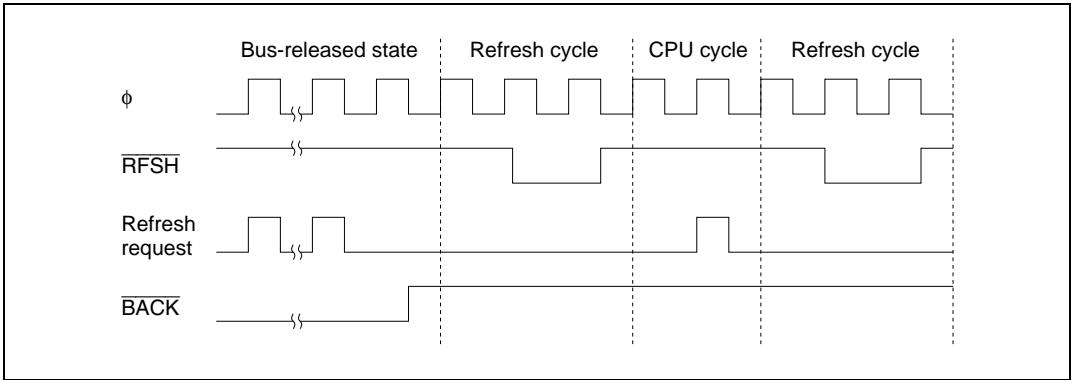 Bus-released state Refresh cycle CPU cycle Refresh cycle
φ
RFSH
Refresh
request
BACK